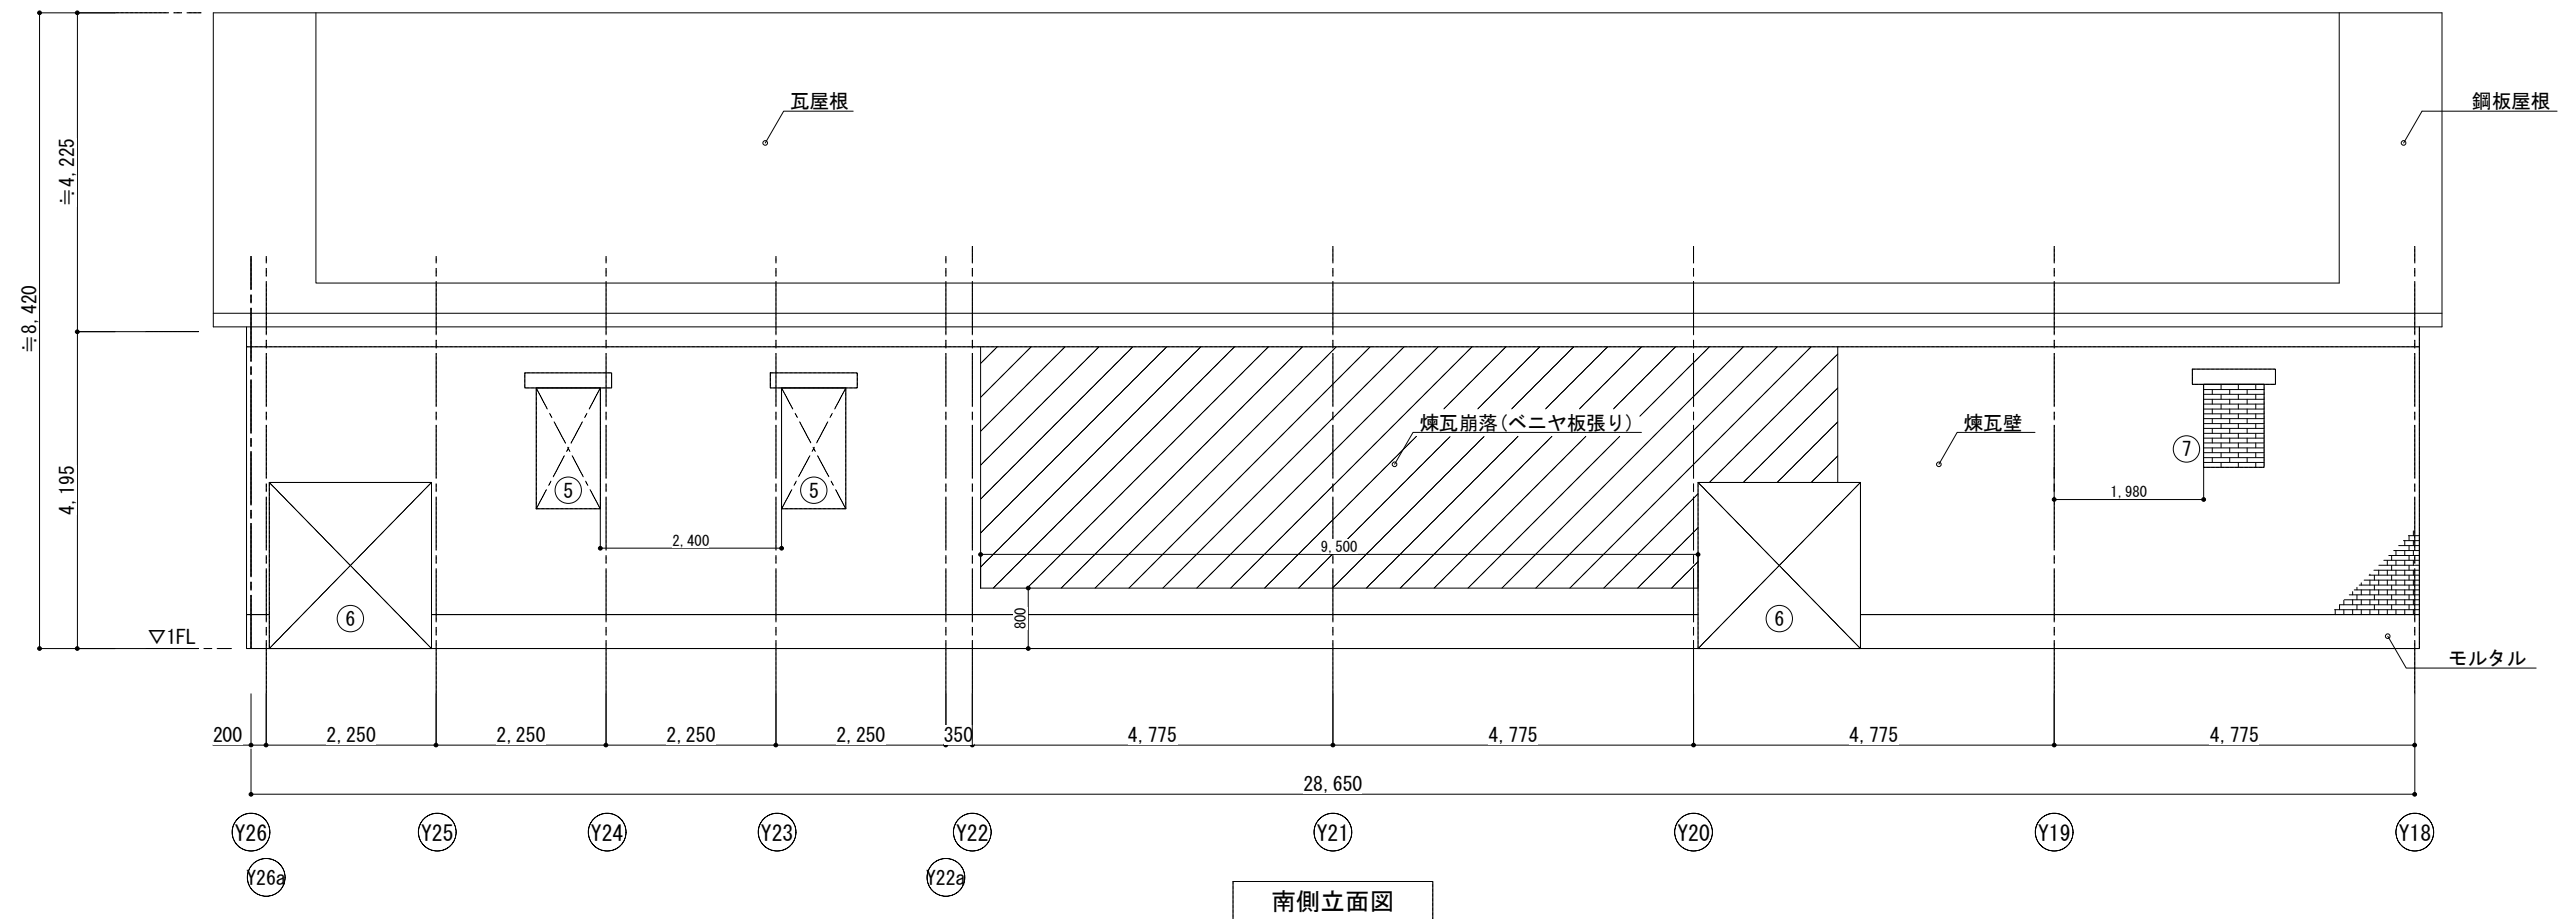 瓦屋根
鋼板屋根
≒4,225
≒8,420
4,195
煉瓦崩落(ベニヤ板張り)
煉瓦壁
⑦
⑤
⑤
1,980
2,400
9,500
⑥
800
⑥
▽1FL
モルタル
200
2,250
2,250
2,250
2,250
350
4,775
4,775
4,775
4,775
28,650
Y26
Y25
Y24
Y23
Y22
Y21
Y20
Y19
Y18
Y26a
Y22a
南側立面図